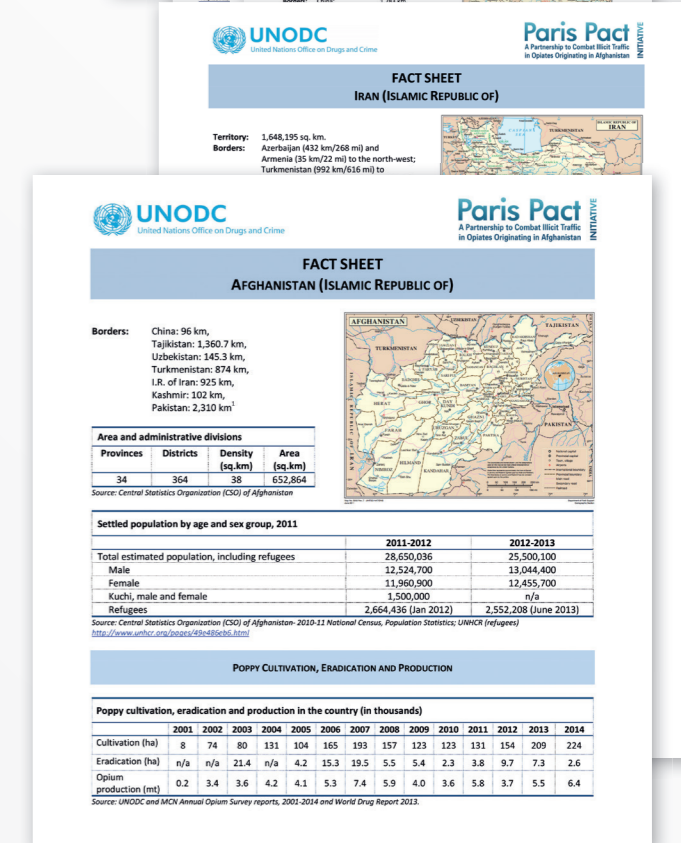 UNODC
United Nations Office on Drugs and Crime
Paris Pact
INITIATIVE
A Partnership to Combat Illicit Traffic
in Opiates Originating in Afghanistan
FACT SHEET
IRAN (ISLAMIC REPUBLIC OF)
Territory: 1,648,195 sq. km.
Borders: Azerbaijan (432 km/268 mi) and
Armenia (35 km/22 mi) to the north-west;
Turkmenistan (992 km/616 mi) to
ISLAMIC REPUBLIC OF
IRAN
CASPIAN
SEA
TURKMENISTAN
UNODC
United Nations Office on Drugs and Crime
Paris Pact
INITIATIVE
A Partnership to Combat Illicit Traffic
in Opiates Originating in Afghanistan
FACT SHEET
AFGHANISTAN (ISLAMIC REPUBLIC OF)
Borders: China: 96 km,
Tajikistan: 1,360.7 km,
Uzbekistan: 145.3 km,
Turkmenistan: 874 km,
I.R. of Iran: 925 km,
Kashmir: 102 km,
Pakistan: 2,310 km1
AFGHANISTAN
UZBEKISTAN
TAJIKISTAN
TURKMENISTAN
HERAT
GHOR
FARAH
HILMAND
KANDAHAR
NIMROZ
PAKISTAN
Area and administrative divisions
Provinces Districts Density (sq.km) Area (sq.km)
34 364 38 652,864
Source: Central Statistics Organization (CSO) of Afghanistan
Settled population by age and sex group, 2011
2011-2012 2012-2013
Total estimated population, including refugees 28,650,036 25,500,100
Male 12,524,700 13,044,400
Female 11,960,900 12,455,700
Kuchi, male and female 1,500,000 n/a
Refugees 2,664,436 (Jan 2012) 2,552,208 (June 2013)
Source: Central Statistics Organization (CSO) of Afghanistan- 2010-11 National Census, Population Statistics; UNHCR (refugees)
http://www.unhcr.org/pages/49e486eb6.html
POPPY CULTIVATION, ERADICATION AND PRODUCTION
Poppy cultivation, eradication and production in the country (in thousands)
2001 2002 2003 2004 2005 2006 2007 2008 2009 2010 2011 2012 2013 2014
Cultivation (ha) 8 74 80 131 104 165 193 157 123 123 131 154 209 224
Eradication (ha) n/a n/a 21.4 n/a 4.2 15.3 19.5 5.5 5.4 2.3 3.8 9.7 7.3 2.6
Opium production (mt) 0.2 3.4 3.6 4.2 4.1 5.3 7.4 5.9 4.0 3.6 5.8 3.7 5.5 6.4
Source: UNODC and MCN Annual Opium Survey reports, 2001-2014 and World Drug Report 2013.